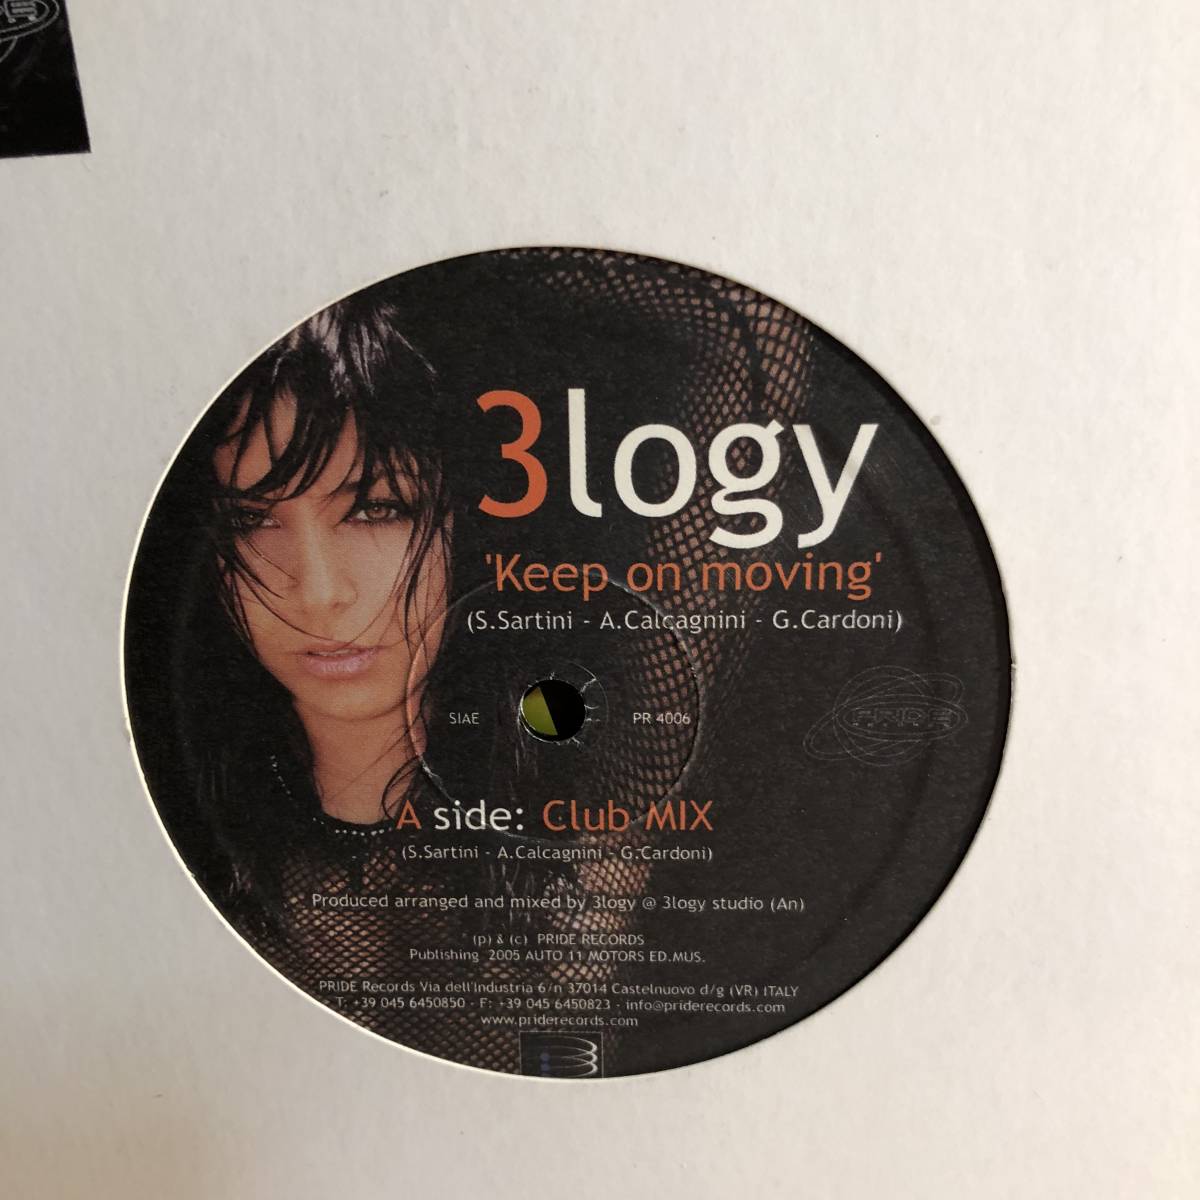 3logy
'Keep on moving'
(S.Sartini - A.Calcagnini - G.Cardoni)
SIAE
PR 4006
PRIDE
A side: Club MIX
(S.Sartini - A.Calcagnini - G.Cardoni)
Produced arranged and mixed by 3logy @ 3logy studio (An)
(p) & (c) PRIDE RECORDS
Publishing 2005 AUTO 11 MOTORS ED.MUS.
PRIDE Records Via dell'Industria 6/n 37014 Castelnuovo d/g (VR) ITALY
T: +39 045 6450850 - F: +39 045 6450823 - info@priderecords.com
www.priderecords.com